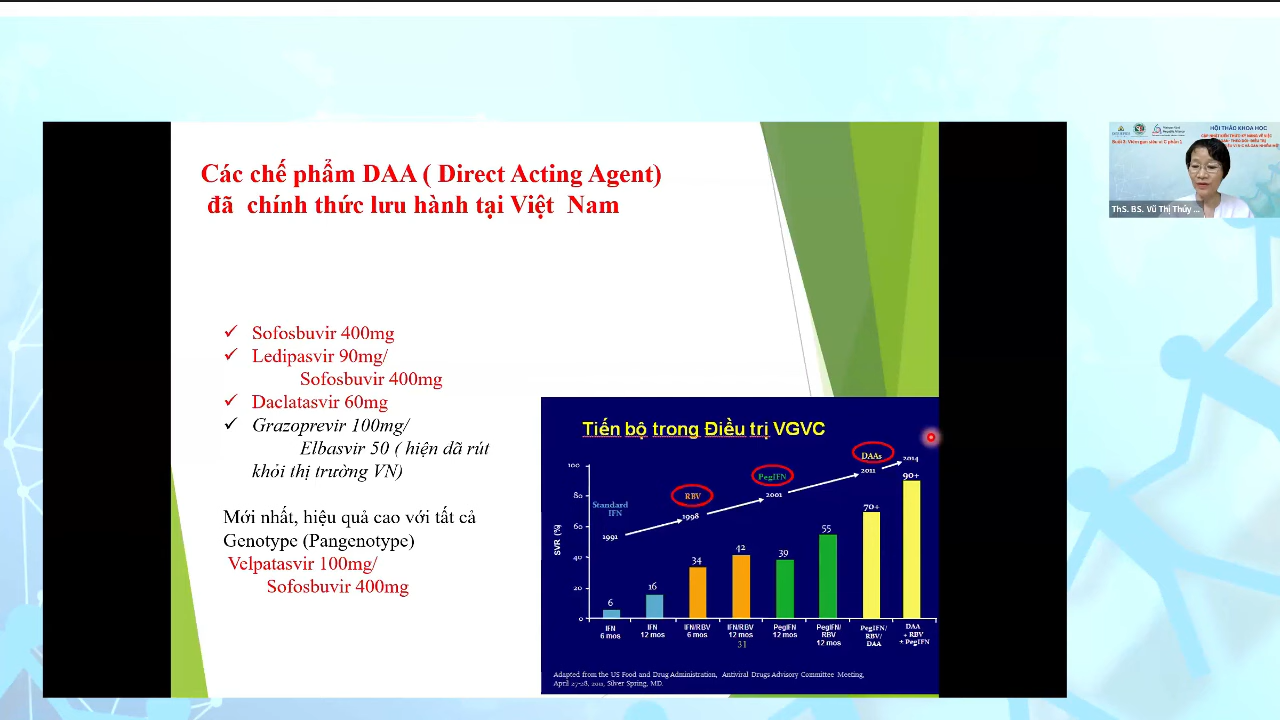 Các chế phẩm DAA ( Direct Acting Agent)
đã chính thức lưu hành tại Việt Nam
✓ Sofosbuvir 400mg
✓ Ledipasvir 90mg/
Sofosbuvir 400mg
✓ Daclatasvir 60mg
✓ Grazoprevir 100mg/
Elbasvir 50 ( hiện đã rút
khỏi thị trường VN)
Mới nhất, hiệu quả cao với tất cả
Genotype (Pangenotype)
Velpatasvir 100mg/
Sofosbuvir 400mg
Tiến bộ trong Điều trị VGVC
SVR (%)
100
80
60
40
20
0
Standard
IFN
1991
RBV
1998
PegIFN
2001
DAAs
2011
2014
6
16
34
42
39
55
70+
90+
IFN
6 mos
IFN
12 mos
IFN/RBV
6 mos
IFN/RBV
12 mos
PegIFN
12 mos
PegIFN/
RBV
12 mos
PegIFN/
RBV/
DAA
DAA
+ RBV
± PegIFN
31
Adapted from the US Food and Drug Administration, Antiviral Drugs Advisory Committee Meeting,
April 27-28, 2011, Silver Spring, MD.
HỘI THẢO KHOA HỌC
ThS. BS. Vũ Thị Thúy ...